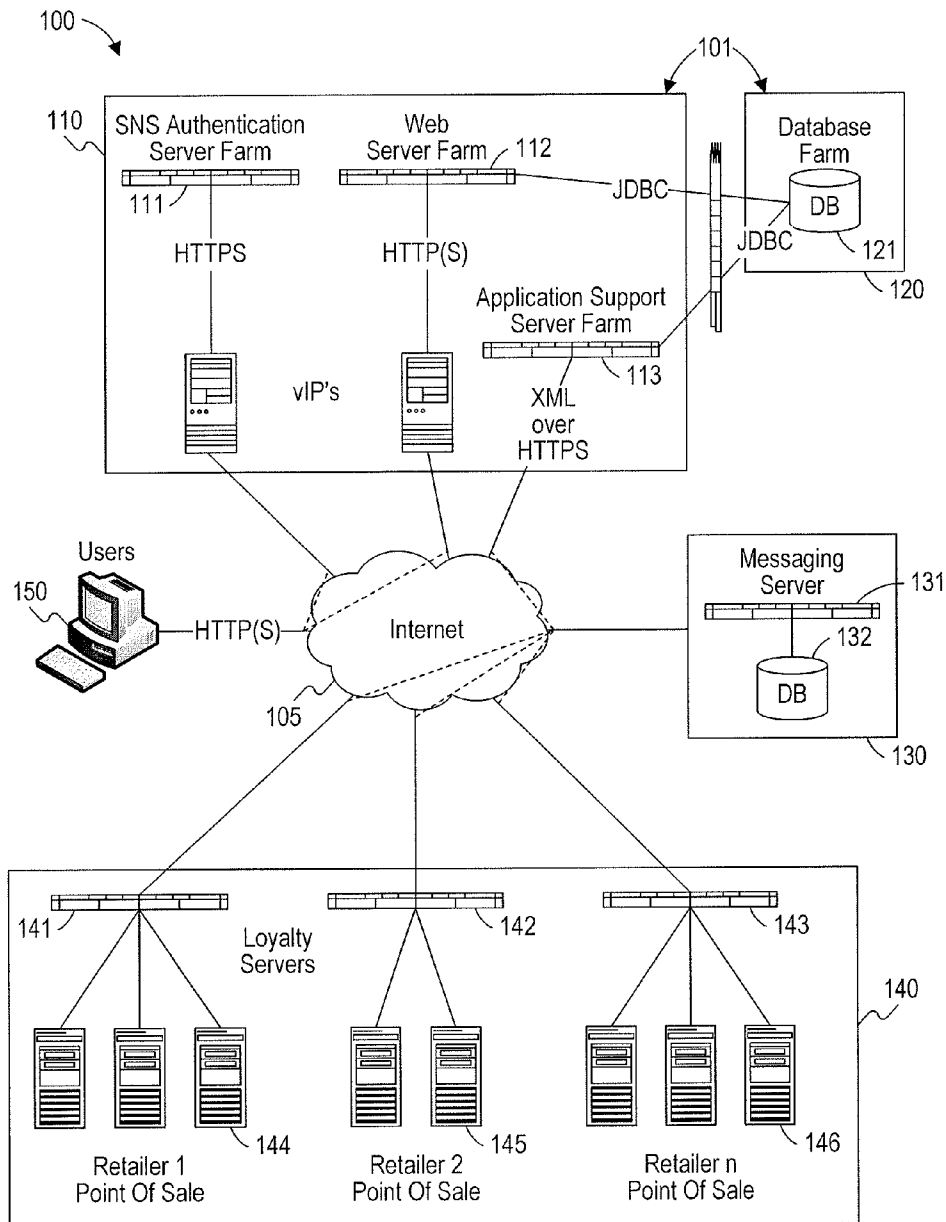 100
101
110
SNS Authentication
Server Farm
111
Web
Server Farm
112
JDBC
Database
Farm
DB
121
120
JDBC
HTTPS
HTTP(S)
Application Support
Server Farm
113
vIP's
XML
over
HTTPS
Users
150
HTTP(S)
Internet
105
Messaging
Server
131
132
DB
130
141
Loyalty
Servers
142
143
140
144
145
146
Retailer 1
Point Of Sale
Retailer 2
Point Of Sale
Retailer n
Point Of Sale